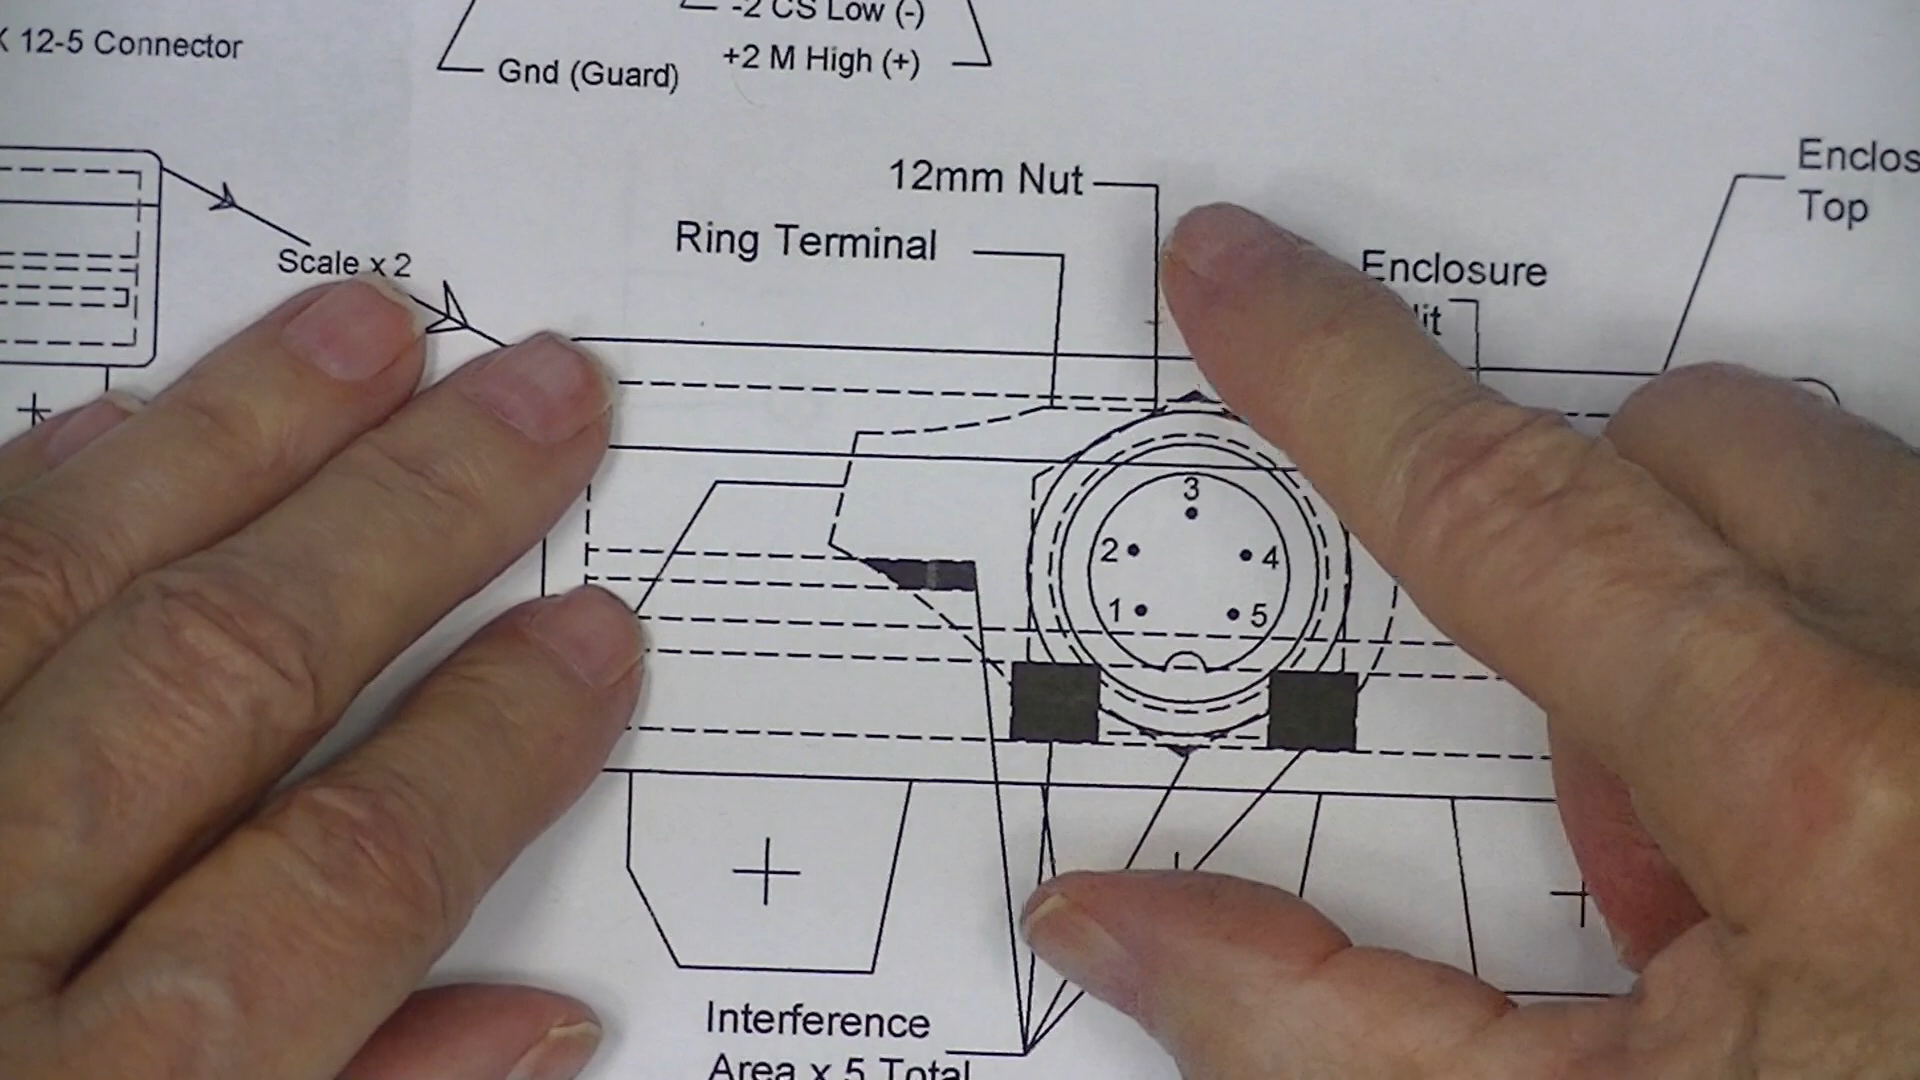 -2 CS Low (-)
12-5 Connector
Gnd (Guard)
+2 M High (+)
Enclos
Top
12mm Nut
Ring Terminal
Enclosure
Scale x 2
3
2
4
1
5
Interference
Area x 5 Total